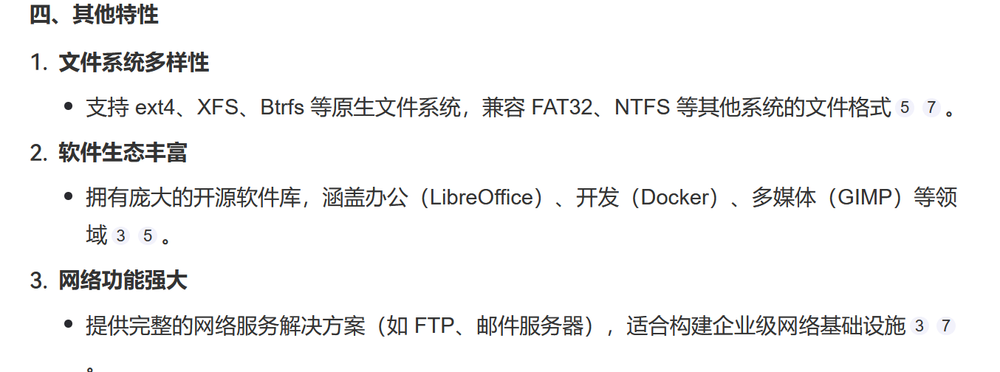 四、其他特性
1. 文件系统多样性
• 支持 ext4、XFS、Btrfs 等原生文件系统，兼容 FAT32、NTFS 等其他系统的文件格式 5 7 。
2. 软件生态丰富
• 拥有庞大的开源软件库，涵盖办公（LibreOffice）、开发（Docker）、多媒体（GIMP）等领
域 3 5 。
3. 网络功能强大
• 提供完整的网络服务解决方案（如 FTP、邮件服务器），适合构建企业级网络基础设施 3 7
。